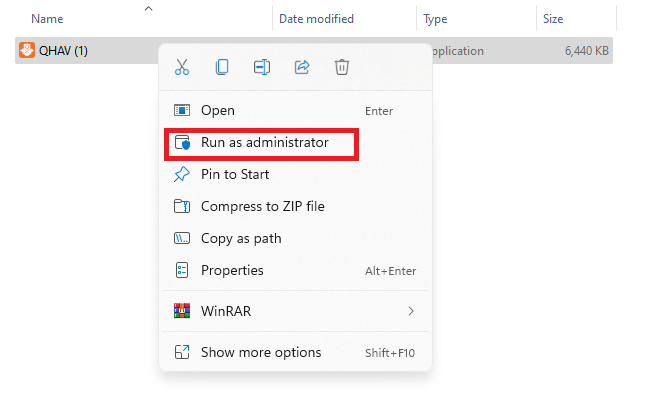 Name Date modified Type Size
QHAV (1) pplication 6,440 KB
Open Enter
Run as administrator
Pin to Start
Compress to ZIP file
Copy as path
Properties Alt+Enter
WinRAR
Show more options Shift+F10